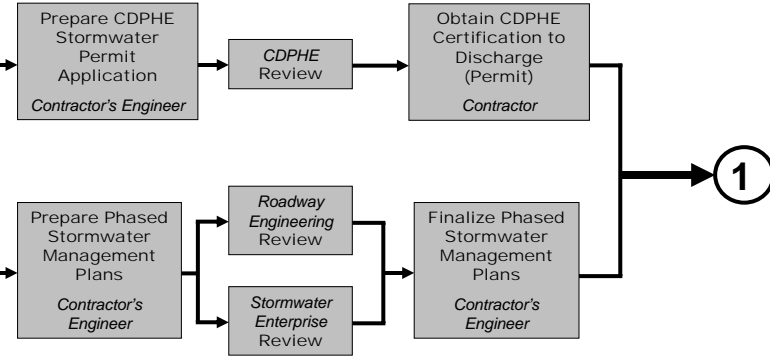 Prepare CDPHE
Stormwater
Permit
Application
Contractor's Engineer
CDPHE
Review
Obtain CDPHE
Certification to
Discharge
(Permit)
Contractor
1
Prepare Phased
Stormwater
Management
Plans
Contractor's
Engineer
Roadway
Engineering
Review
Stormwater
Enterprise
Review
Finalize Phased
Stormwater
Management
Plans
Contractor's
Engineer